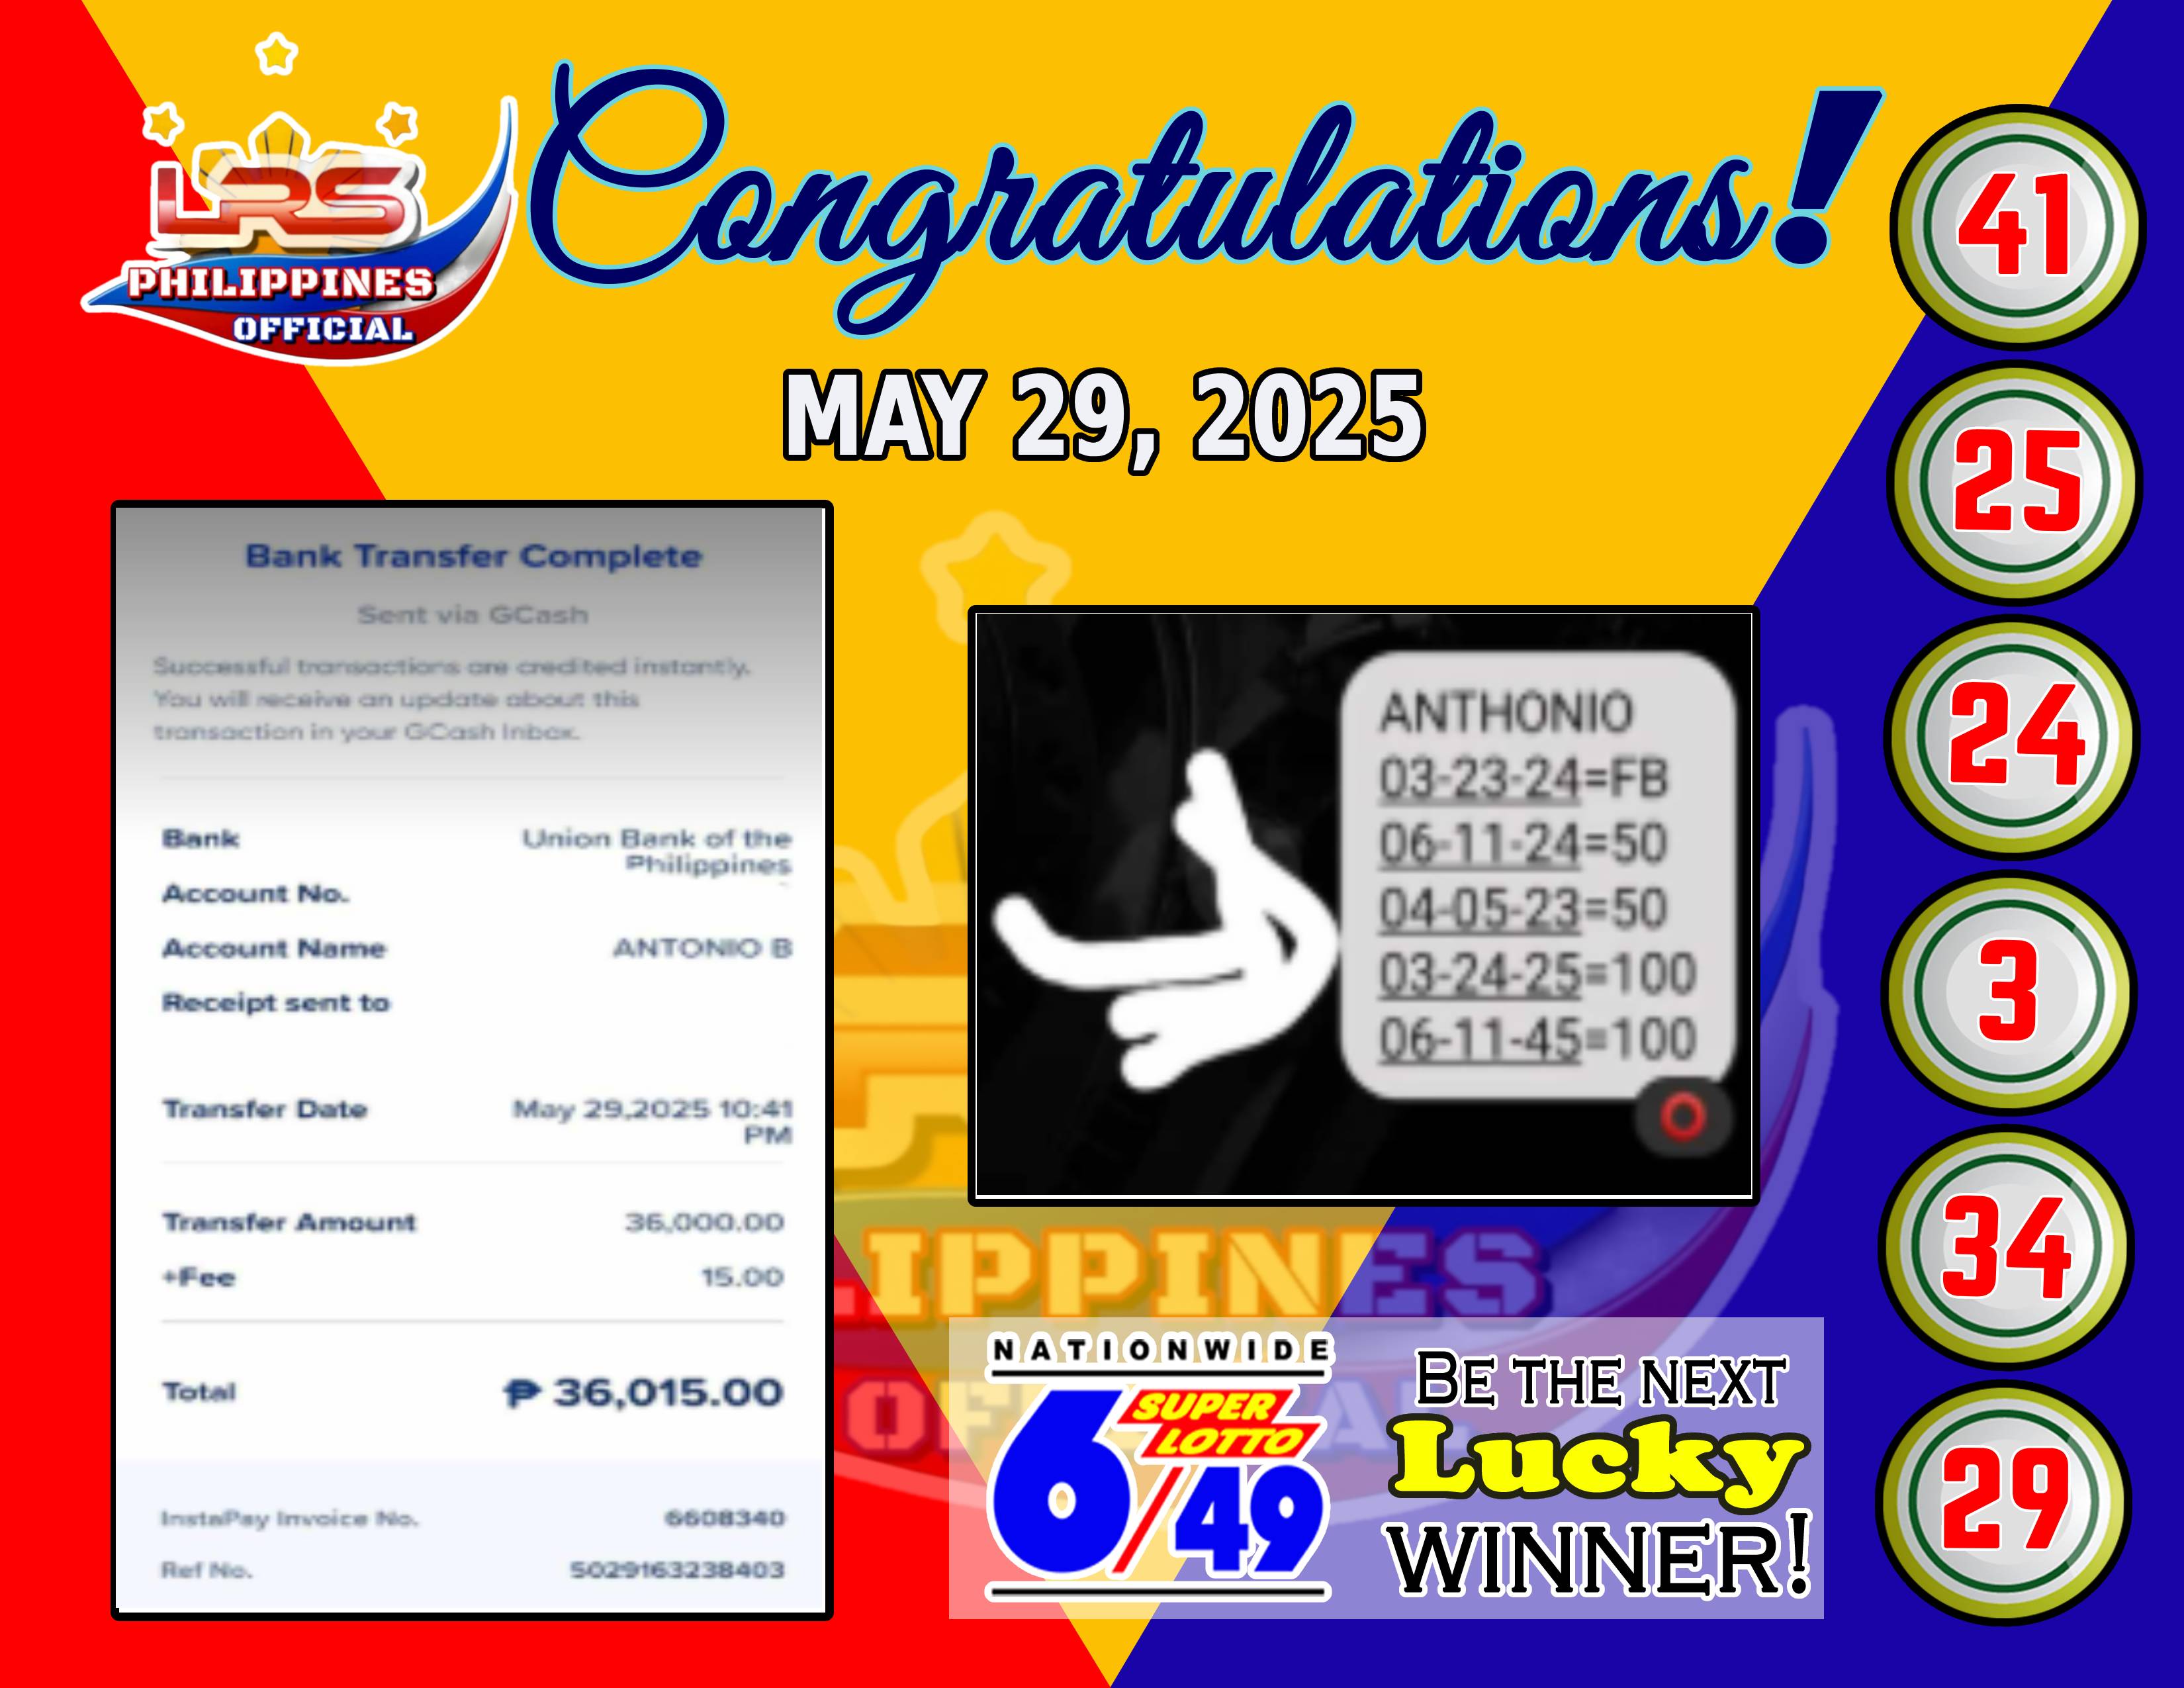 LRS
PHILIPPINES
OFFICIAL
Congratulations!
MAY 29, 2025
Bank Transfer Complete
Sent via GCash
Successful transactions are credited instantly.
You will receive an update about this
transaction in your GCash Inbox.
Bank Union Bank of the
Philippines
Account No.
Account Name ANTONIO B
Receipt sent to
Transfer Date May 29,2025 10:41
PM
Transfer Amount 36,000.00
+Fee 15.00
Total ₱ 36,015.00
InstaPay Invoice No. 6608340
Ref No. 5029163238403
ANTHONIO
03-23-24=FB
06-11-24=50
04-05-23=50
03-24-25=100
06-11-45=100
LIPPINES
NATIONWIDE
SUPER
LOTTO
6/49
BE THE NEXT
Lucky
WINNER!
41
25
24
3
34
29